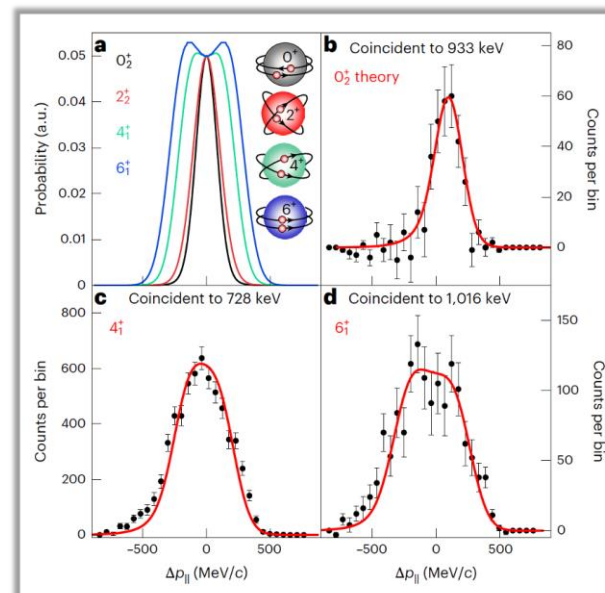 a
0₂⁺
2₂⁺
4₁⁺
6₁⁺
0⁺
2⁺
4⁺
6⁺
Probability (a.u.)
0.05
0.04
0.03
0.02
0.01
0
b Coincident to 933 keV
0₂⁺ theory
80
60
40
20
0
Counts per bin
c Coincident to 728 keV
4₁⁺
Counts per bin
800
600
400
200
0
–500 0 500
Δp|| (MeV/c)
d Coincident to 1,016 keV
6₁⁺
150
100
50
0
Counts per bin
–500 0 500
Δp|| (MeV/c)